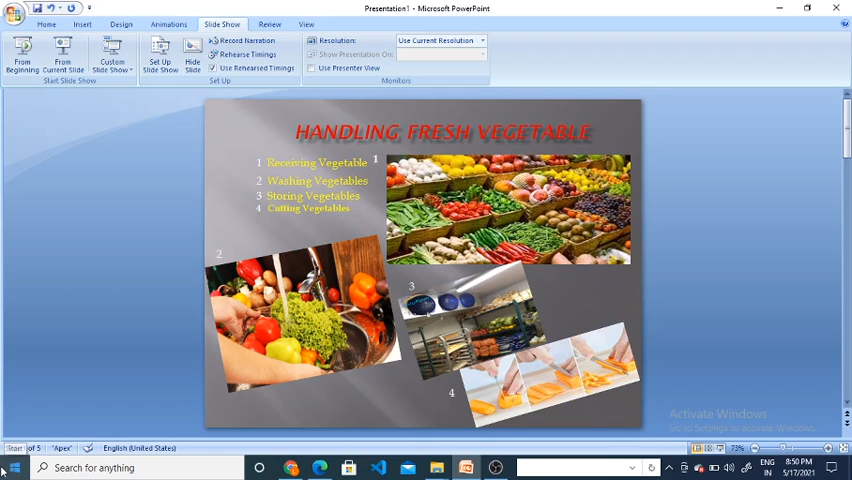 Presentation1 - Microsoft PowerPoint
Home Insert Design Animations Slide Show Review View
From Beginning
From Current Slide
Custom Slide Show
Set Up Slide Show
Hide Slide
Record Narration
Rehearse Timings
Use Rehearsed Timings
Resolution: Use Current Resolution
Show Presentation On:
Use Presenter View
Start Slide Show Set Up Monitors
HANDLING FRESH VEGETABLE
1 Receiving Vegetable
2 Washing Vegetables
3 Storing Vegetables
4 Cutting Vegetables
1
2
3
4
Activate Windows
Go to Settings to activate Windows.
Start of 5 "Apex" English (United States) 73%
Search for anything
ENG
IN
8:50 PM
5/17/2021